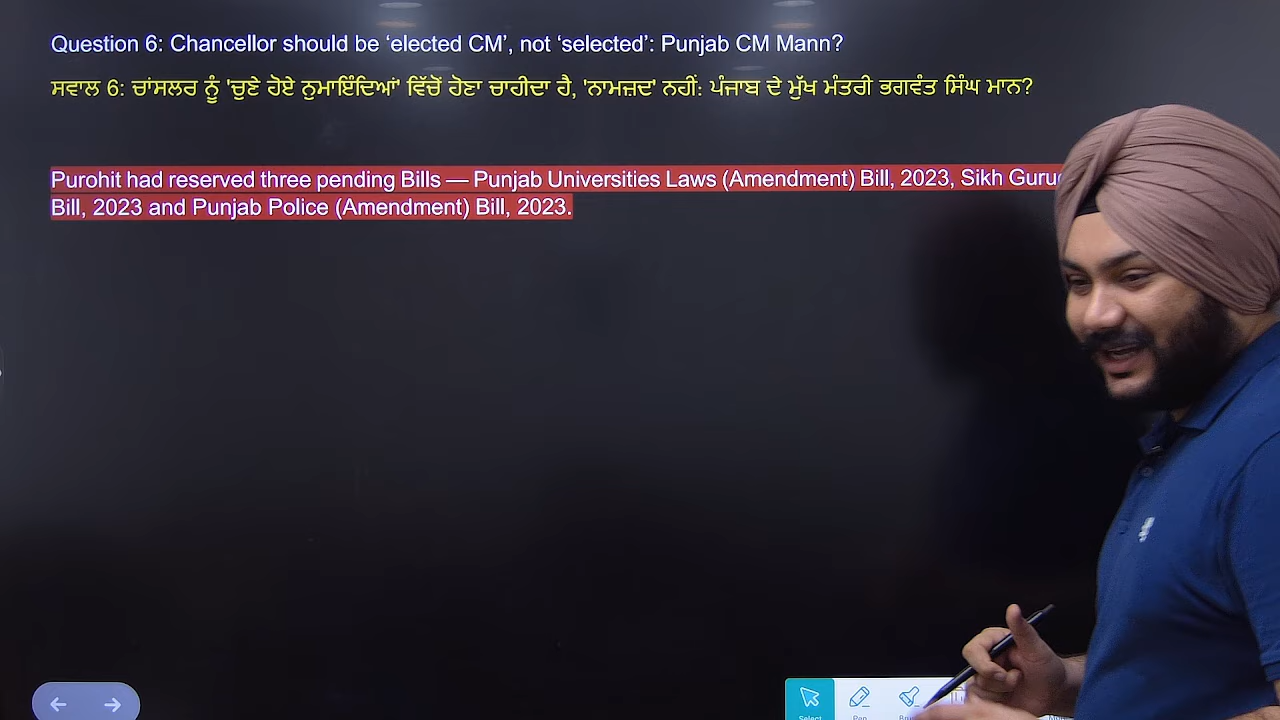 Question 6: Chancellor should be ‘elected CM’, not ‘selected’: Punjab CM Mann?
ਸਵਾਲ 6: ਚਾਂਸਲਰ ਨੂੰ 'ਚੁਣੇ ਹੋਏ ਨੁਮਾਇੰਦਿਆਂ' ਵਿੱਚੋਂ ਹੋਣਾ ਚਾਹੀਦਾ ਹੈ, 'ਨਾਮਜ਼ਦ' ਨਹੀਂ: ਪੰਜਾਬ ਦੇ ਮੁੱਖ ਮੰਤਰੀ ਭਗਵੰਤ ਸਿੰਘ ਮਾਨ?
Purohit had reserved three pending Bills — Punjab Universities Laws (Amendment) Bill, 2023, Sikh
Bill, 2023 and Punjab Police (Amendment) Bill, 2023.
Select
Pen